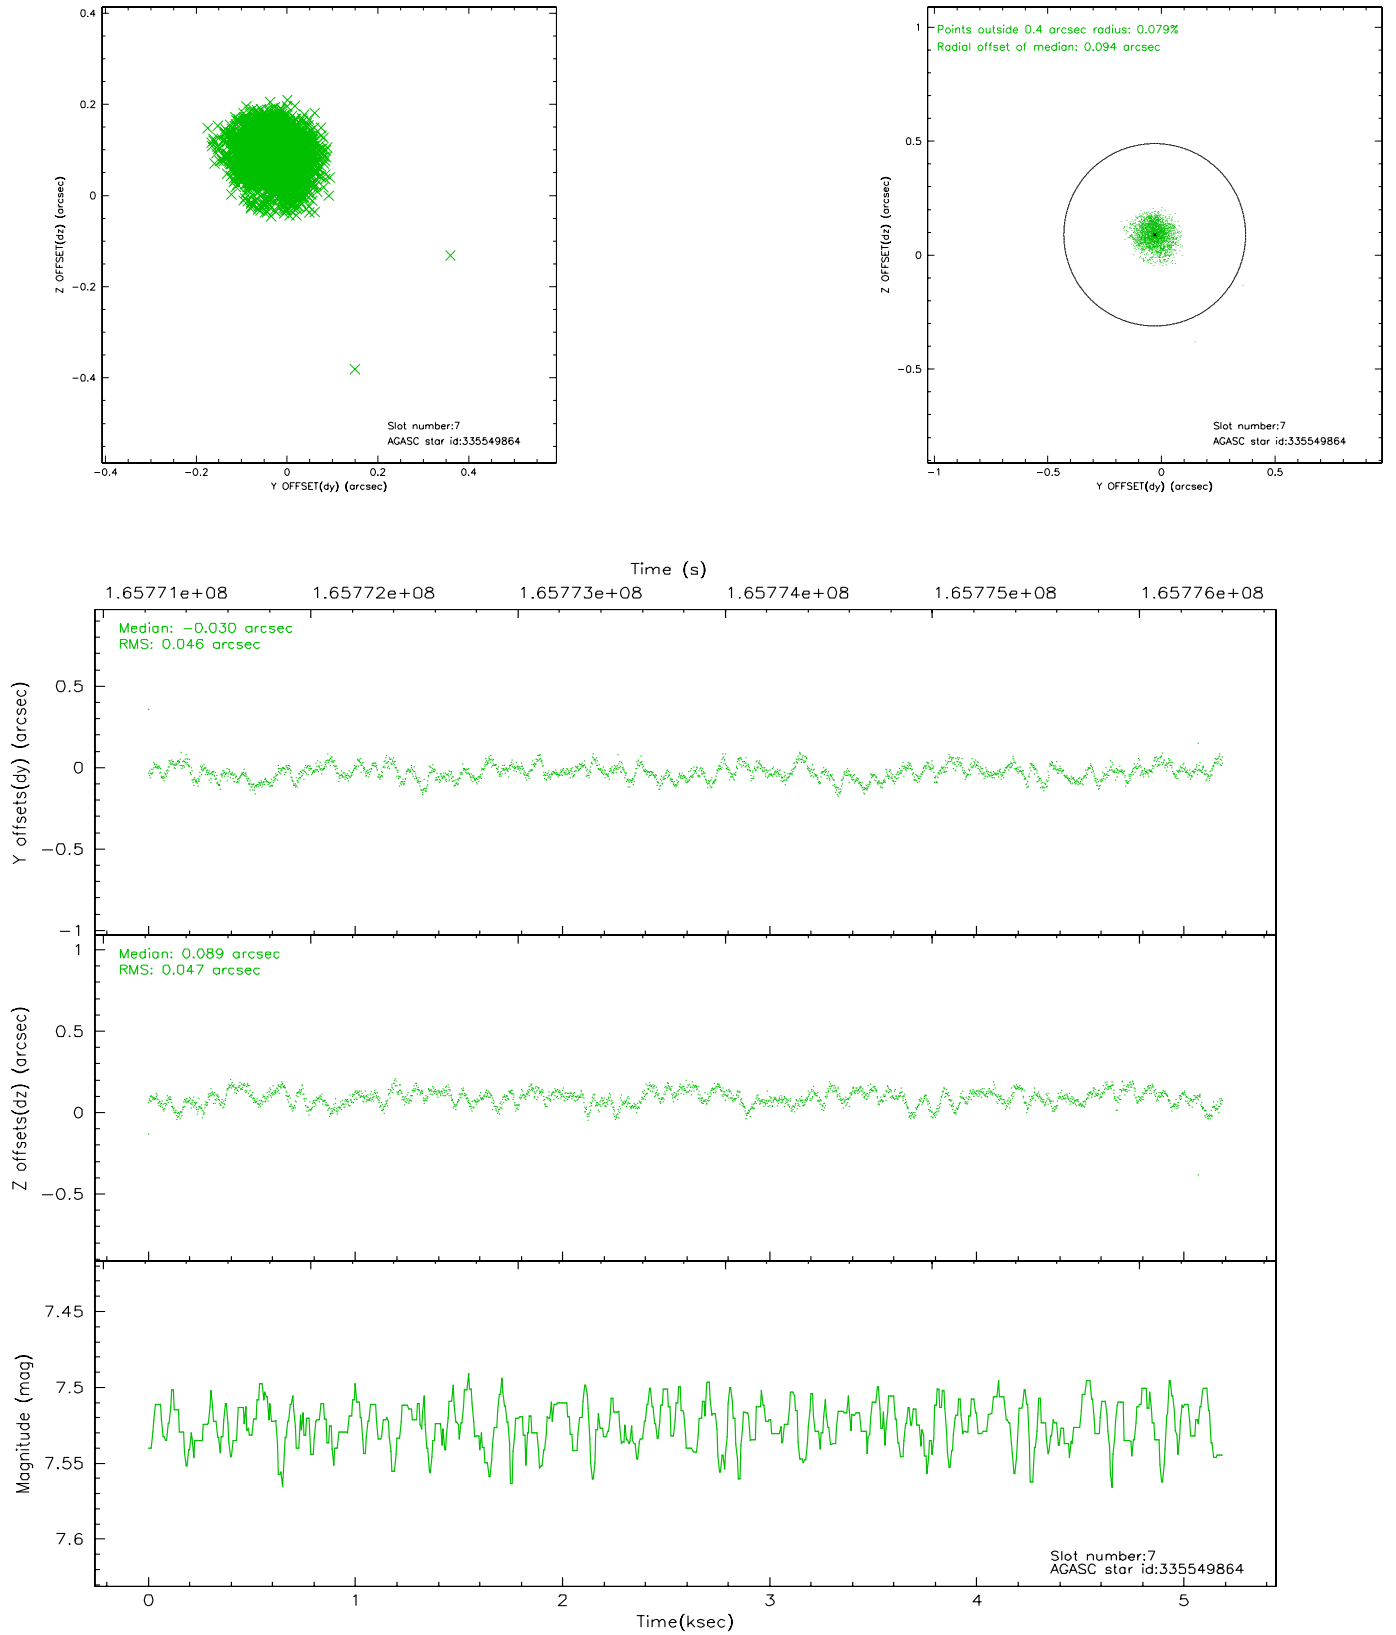 0.4
0.2
0
−0.2
−0.4
Z OFFSET(dz) (arcsec)
Slot number:7
AGASC star id:335549864
−0.4
−0.2
0
0.2
0.4
Y OFFSET(dy) (arcsec)
Points outside 0.4 arcsec radius: 0.079%
Radial offset of median: 0.094 arcsec
1
0.5
0
−0.5
Z OFFSET(dz) (arcsec)
Slot number:7
AGASC star id:335549864
−1
−0.5
0
0.5
Y OFFSET(dy) (arcsec)
Time (s)
1.65771e+08
1.65772e+08
1.65773e+08
1.65774e+08
1.65775e+08
1.65776e+08
Median: −0.030 arcsec
RMS: 0.046 arcsec
0.5
0
−0.5
−1
Y offsets(dy) (arcsec)
Median: 0.089 arcsec
RMS: 0.047 arcsec
1
0.5
0
−0.5
Z offsets(dz) (arcsec)
7.45
7.5
7.55
7.6
Magnitude (mag)
Slot number:7
AGASC star id:335549864
0
1
2
3
4
5
Time(ksec)